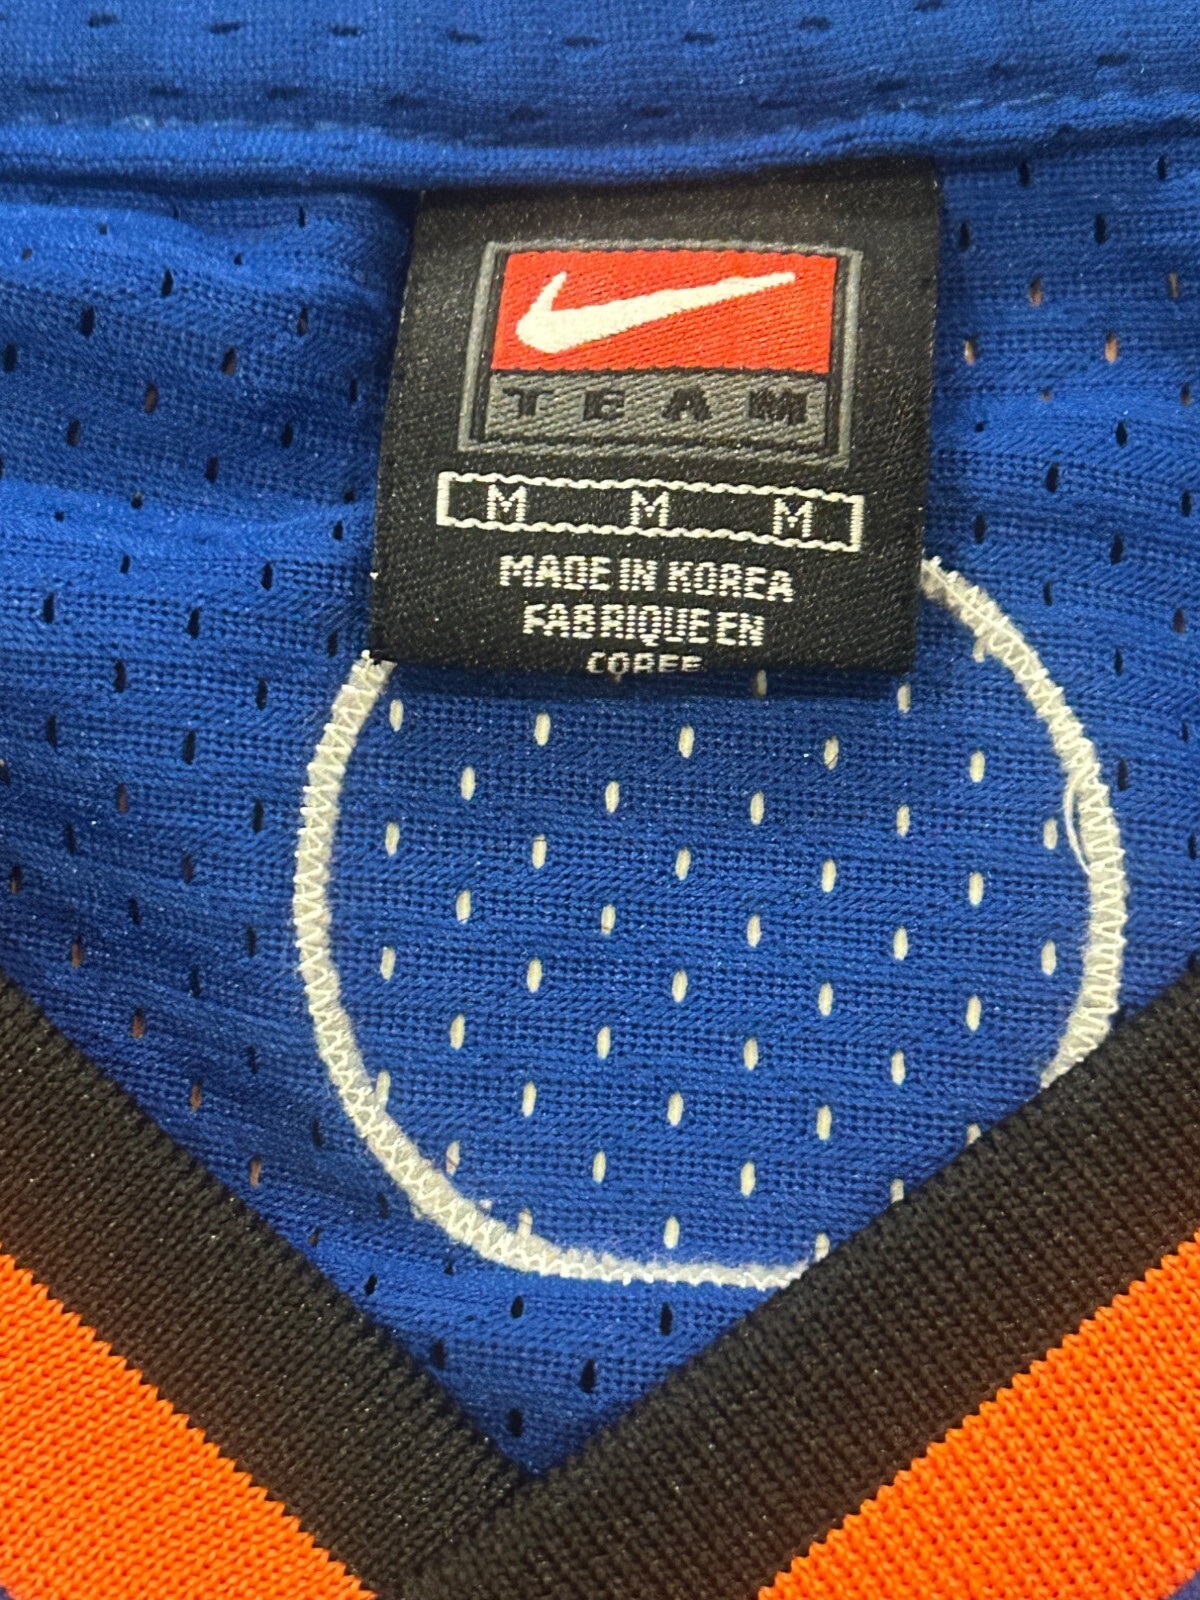 TEAM
M M M
MADE IN KOREA
FABRIQUE EN
COREE